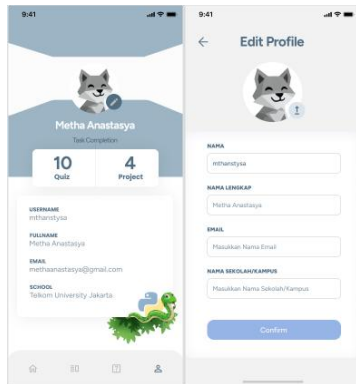 9:41
Metha Anastasya
Task Completion
10
Quiz
4
Project
USERNAME
mthanstysa
FULLNAME
Metha Anastasya
EMAIL
methaanastasya@gmail.com
SCHOOL
Telkom University Jakarta
9:41
Edit Profile
NAMA
mthanstysa
NAMA LENGKAP
Metha Anastasya
EMAIL
Masukkan Nama Email
NAMA SEKOLAH/KAMPUS
Masukkan Nama Sekolah/Kampus
Confirm